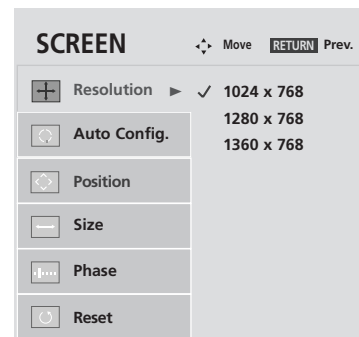 SCREEN Move RETURN Prev.
Resolution 1024 x 768
1280 x 768
1360 x 768
Auto Config.
Position
Size
Phase
Reset